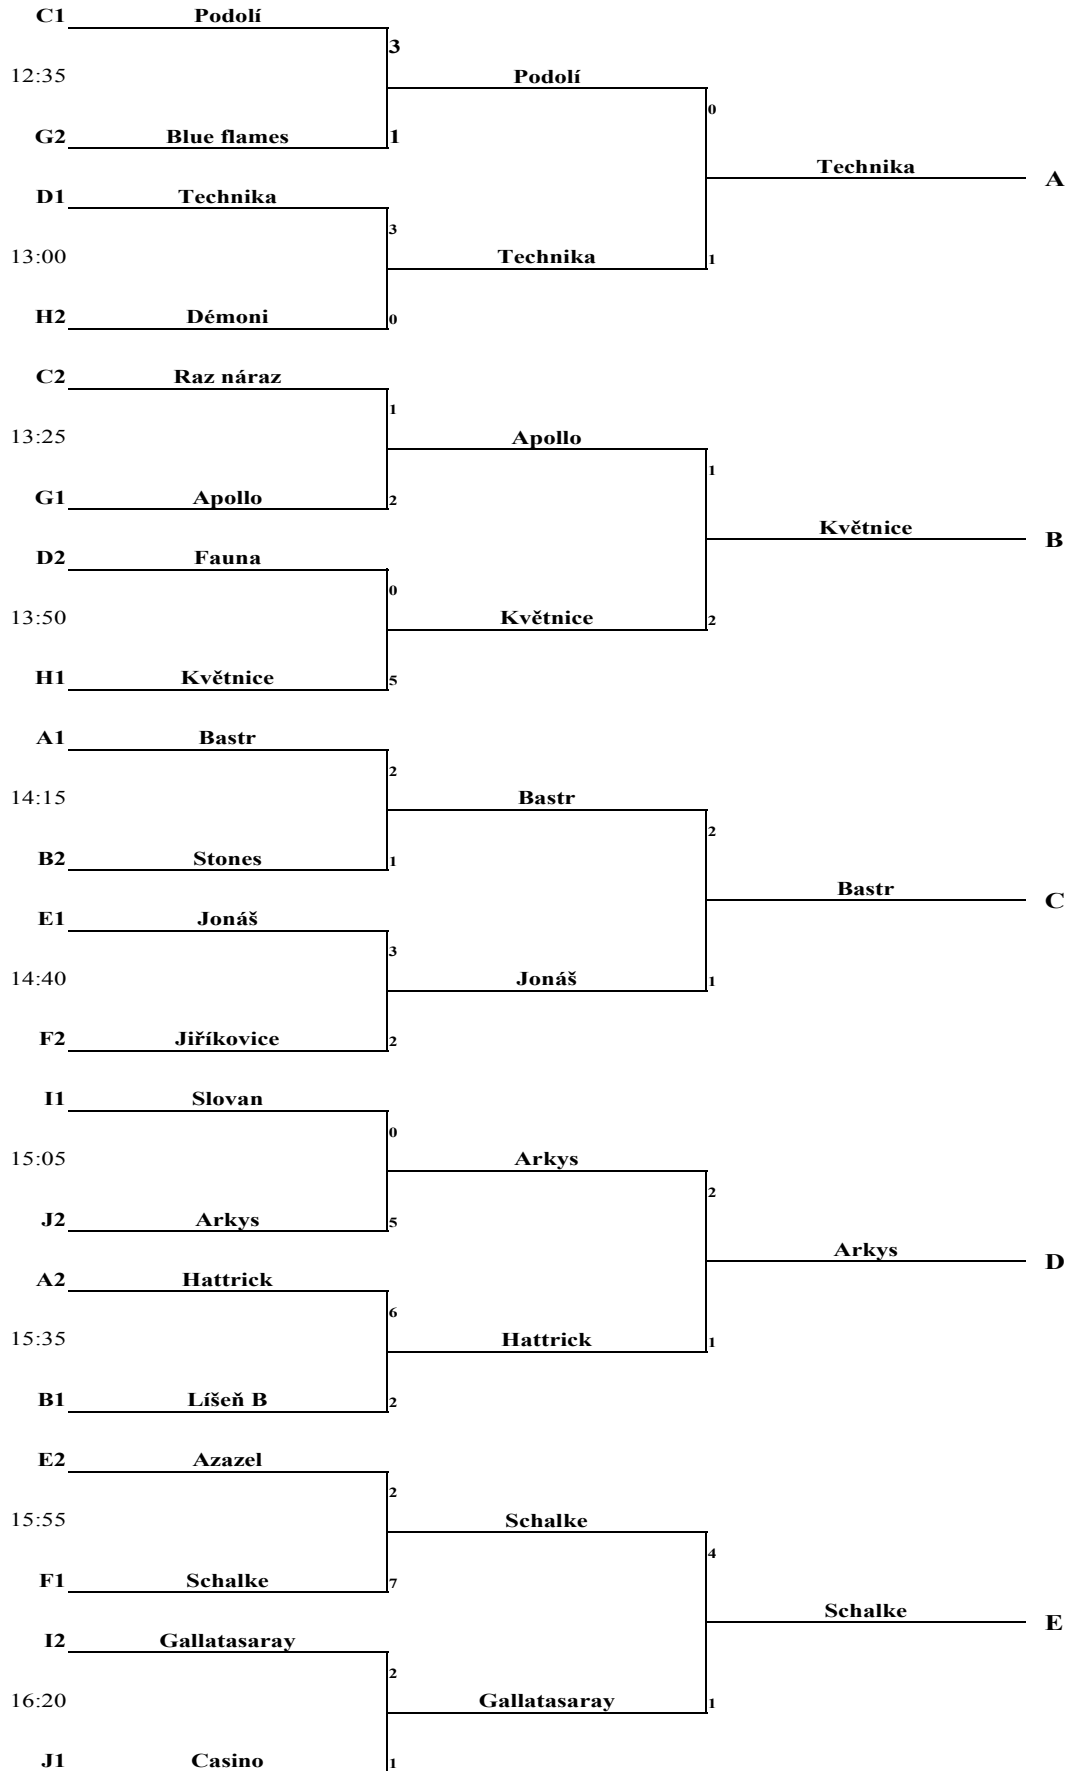 C1 Podolí
3
12:35 Podolí
0
G2 Blue flames 1
Technika A
D1 Technika
3
13:00 Technika 1
H2 Démoni 0
C2 Raz náraz
1
13:25 Apollo
1
G1 Apollo 2
Květnice B
D2 Fauna
0
13:50 Květnice 2
H1 Květnice 5
A1 Bastr
2
14:15 Bastr
2
B2 Stones 1
Bastr C
E1 Jonáš
3
14:40 Jonáš 1
F2 Jiříkovice 2
I1 Slovan
0
15:05 Arkys
2
J2 Arkys 5
Arkys D
A2 Hattrick
6
15:35 Hattrick 1
B1 Líšeň B 2
E2 Azazel
2
15:55 Schalke
4
F1 Schalke 7
Schalke E
I2 Gallatasaray
2
16:20 Gallatasaray 1
J1 Casino 1